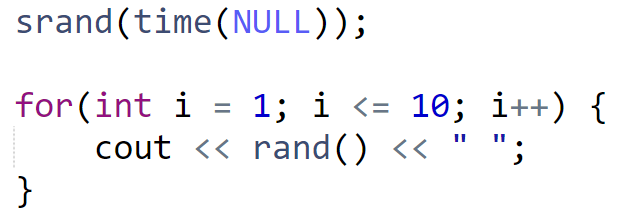 srand(time(NULL));
for(int i = 1; i <= 10; i++) {
cout << rand() << " ";
}